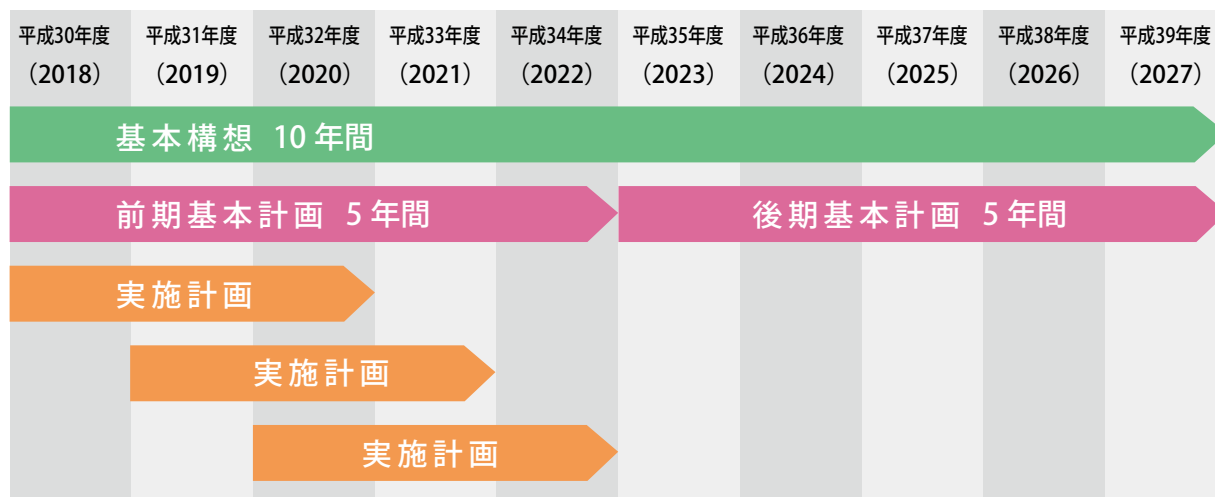 平成30年度 平成31年度 平成32年度 平成33年度 平成34年度 平成35年度 平成36年度 平成37年度 平成38年度 平成39年度
（2018） （2019） （2020） （2021） （2022） （2023） （2024） （2025） （2026） （2027）
基本構想 10年間
前期基本計画 5年間 後期基本計画 5年間
実施計画
実施計画
実施計画